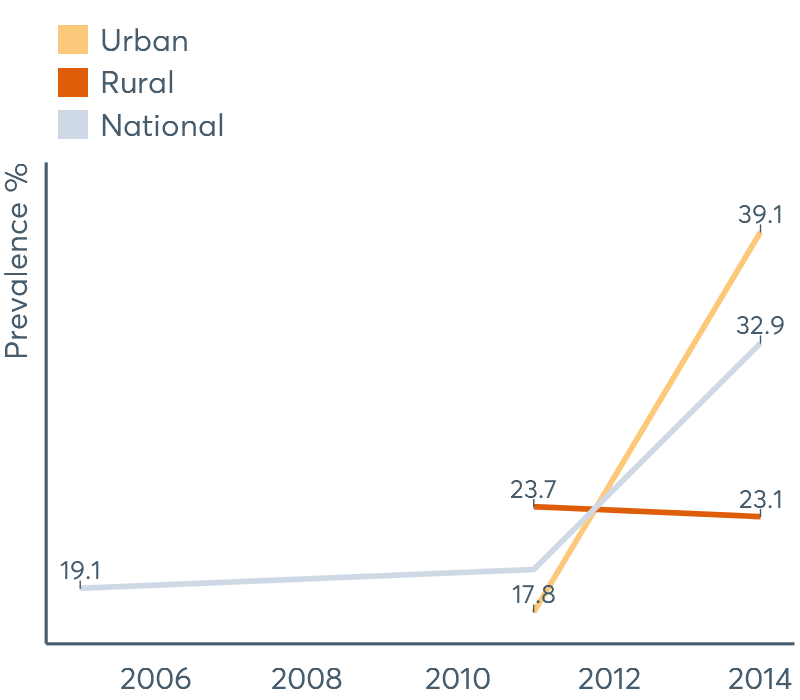 Urban
Rural
National
Prevalence %
39.1
32.9
23.7
23.1
19.1
17.8
2006
2008
2010
2012
2014